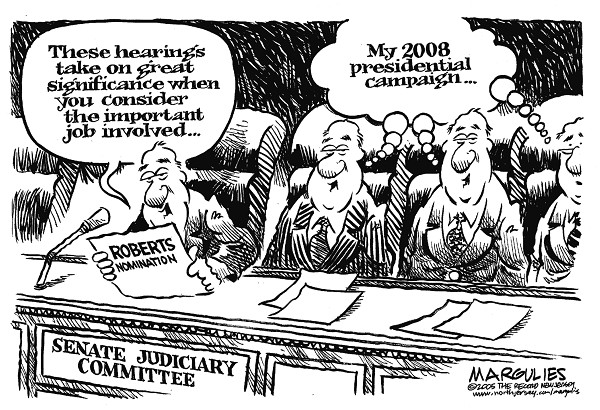 These hearings
take on great
significance when
you consider
the important
job involved...
My 2008
presidential
campaign...
ROBERTS
NOMINATION
SENATE JUDICIARY
COMMITTEE
MARGULIES
©2005 THE RECORD NEW JERSEY
www.northjersey.com/margulies